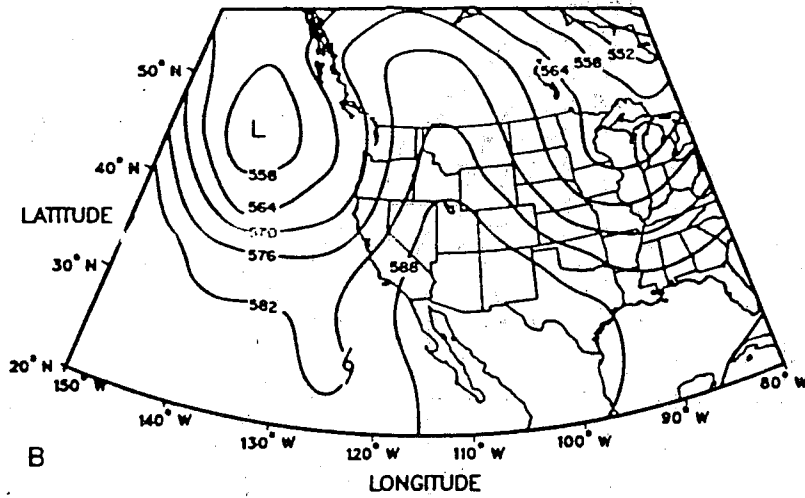 50° N
40° N
LATITUDE
30° N
20° N
150° W
140° W
130° W
120° W
110° W
100° W
90° W
80° W
LONGITUDE
L
558
564
570
576
582
588
564
558
552
B